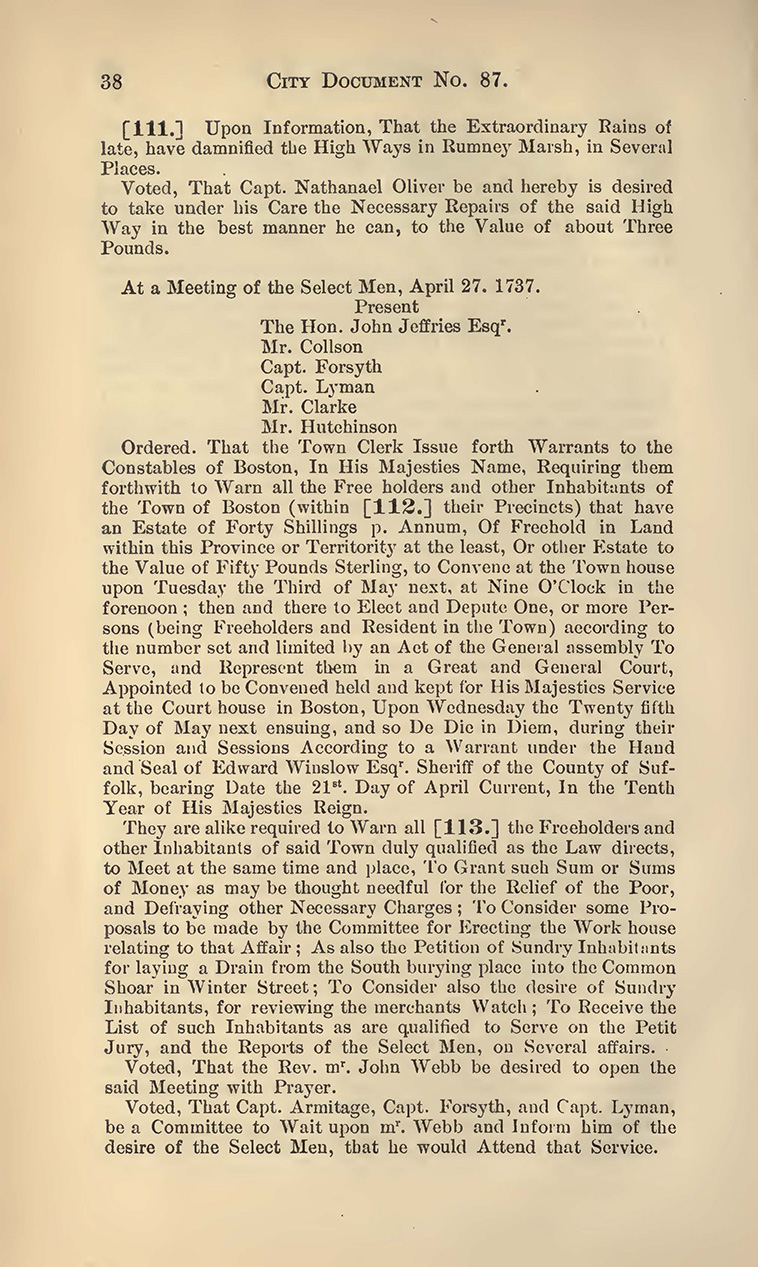 38 CITY DOCUMENT No. 87.
[111.] Upon Information, That the Extraordinary Rains of
late, have damnified the High Ways in Rumney Marsh, in Several
Places.
Voted, That Capt. Nathanael Oliver be and hereby is desired
to take under his Care the Necessary Repairs of the said High
Way in the best manner he can, to the Value of about Three
Pounds.
At a Meeting of the Select Men, April 27. 1737.
Present
The Hon. John Jeffries Esqʳ.
Mr. Collson
Capt. Forsyth
Capt. Lyman
Mr. Clarke
Mr. Hutchinson
Ordered. That the Town Clerk Issue forth Warrants to the
Constables of Boston, In His Majesties Name, Requiring them
forthwith to Warn all the Free holders and other Inhabitants of
the Town of Boston (within [112.] their Precincts) that have
an Estate of Forty Shillings p. Annum, Of Freehold in Land
within this Province or Territority at the least, Or other Estate to
the Value of Fifty Pounds Sterling, to Convene at the Town house
upon Tuesday the Third of May next, at Nine O'Clock in the
forenoon; then and there to Elect and Depute One, or more Per-
sons (being Freeholders and Resident in the Town) according to
the number set and limited by an Act of the General assembly To
Serve, and Represent them in a Great and General Court,
Appointed to be Convened held and kept for His Majesties Service
at the Court house in Boston, Upon Wednesday the Twenty fifth
Day of May next ensuing, and so De Die in Diem, during their
Session and Sessions According to a Warrant under the Hand
and Seal of Edward Winslow Esqʳ. Sheriff of the County of Suf-
folk, bearing Date the 21ˢᵗ. Day of April Current, In the Tenth
Year of His Majesties Reign.
They are alike required to Warn all [113.] the Freeholders and
other Inhabitants of said Town duly qualified as the Law directs,
to Meet at the same time and place, To Grant such Sum or Sums
of Money as may be thought needful for the Relief of the Poor,
and Defraying other Necessary Charges; To Consider some Pro-
posals to be made by the Committee for Erecting the Work house
relating to that Affair; As also the Petition of Sundry Inhabitants
for laying a Drain from the South burying place into the Common
Shoar in Winter Street; To Consider also the desire of Sundry
Inhabitants, for reviewing the merchants Watch; To Receive the
List of such Inhabitants as are qualified to Serve on the Petit
Jury, and the Reports of the Select Men, on Several affairs.
Voted, That the Rev. mʳ. John Webb be desired to open the
said Meeting with Prayer.
Voted, That Capt. Armitage, Capt. Forsyth, and Capt. Lyman,
be a Committee to Wait upon mʳ. Webb and Inform him of the
desire of the Select Men, that he would Attend that Service.